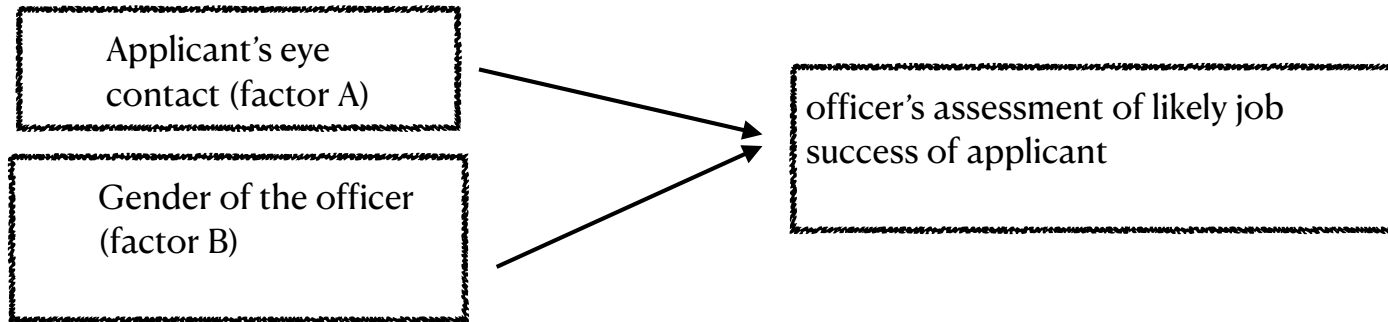 Applicant’s eye
contact (factor A)
Gender of the officer
(factor B)
officer’s assessment of likely job
success of applicant